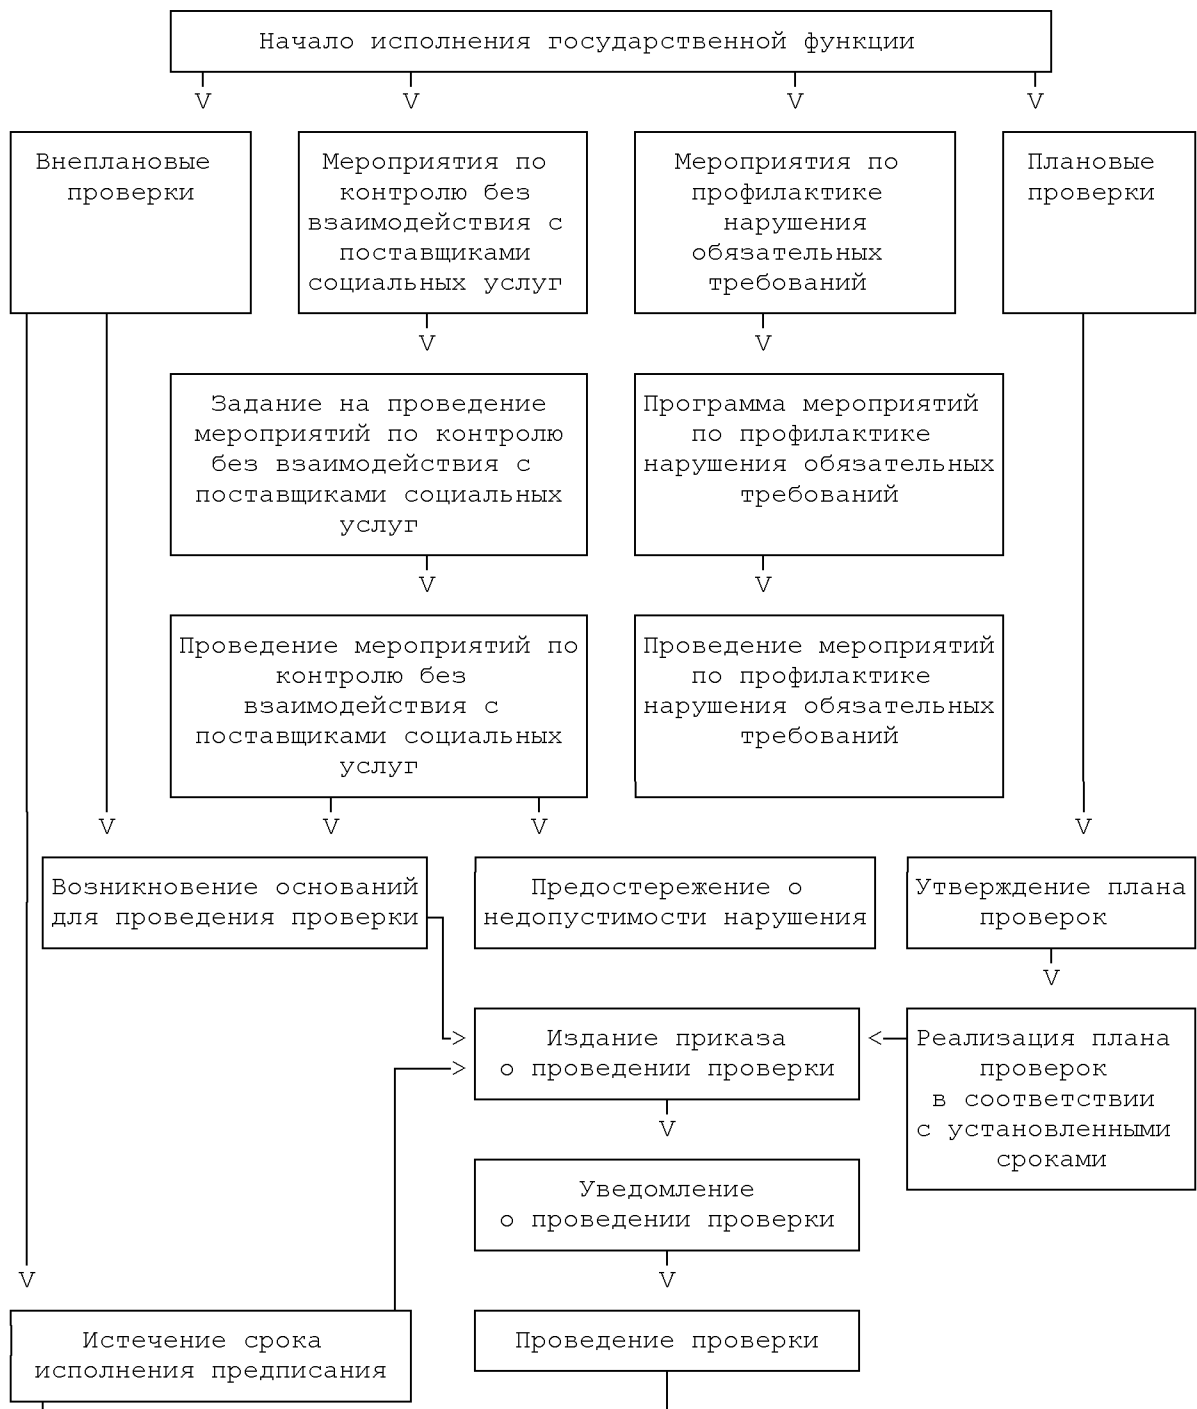 Начало исполнения государственной функции
V V V V
Внеплановые
проверки
Мероприятия по
контролю без
взаимодействия с
поставщиками
социальных услуг
Мероприятия по
профилактике
нарушения
обязательных
требований
Плановые
проверки
V V
Задание на проведение
мероприятий по контролю
без взаимодействия с
поставщиками социальных
услуг
Программа мероприятий
по профилактике
нарушения обязательных
требований
V V
Проведение мероприятий по
контролю без
взаимодействия с
поставщиками социальных
услуг
Проведение мероприятий
по профилактике
нарушения обязательных
требований
V V V V
Возникновение оснований
для проведения проверки
Предостережение о
недопустимости нарушения
Утверждение плана
проверок
V
> Издание приказа <
> о проведении проверки
Реализация плана
проверок
в соответствии
с установленными
сроками
V
Уведомление
о проведении проверки
V V
Истечение срока
исполнения предписания
Проведение проверки